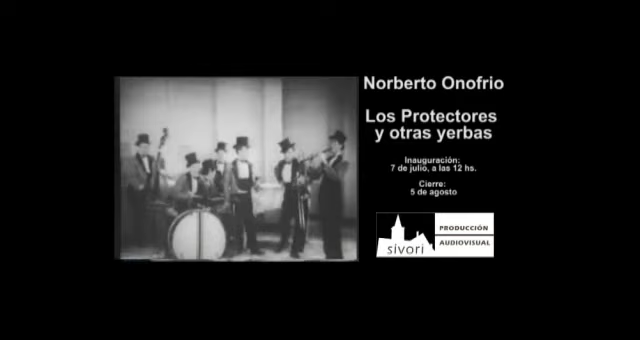 Norberto Onofrio
Los Protectores
y otras yerbas
Inauguración:
7 de julio, a las 12 hs.
Cierre:
5 de agosto
sívori
PRODUCCIÓN
AUDIOVISUAL